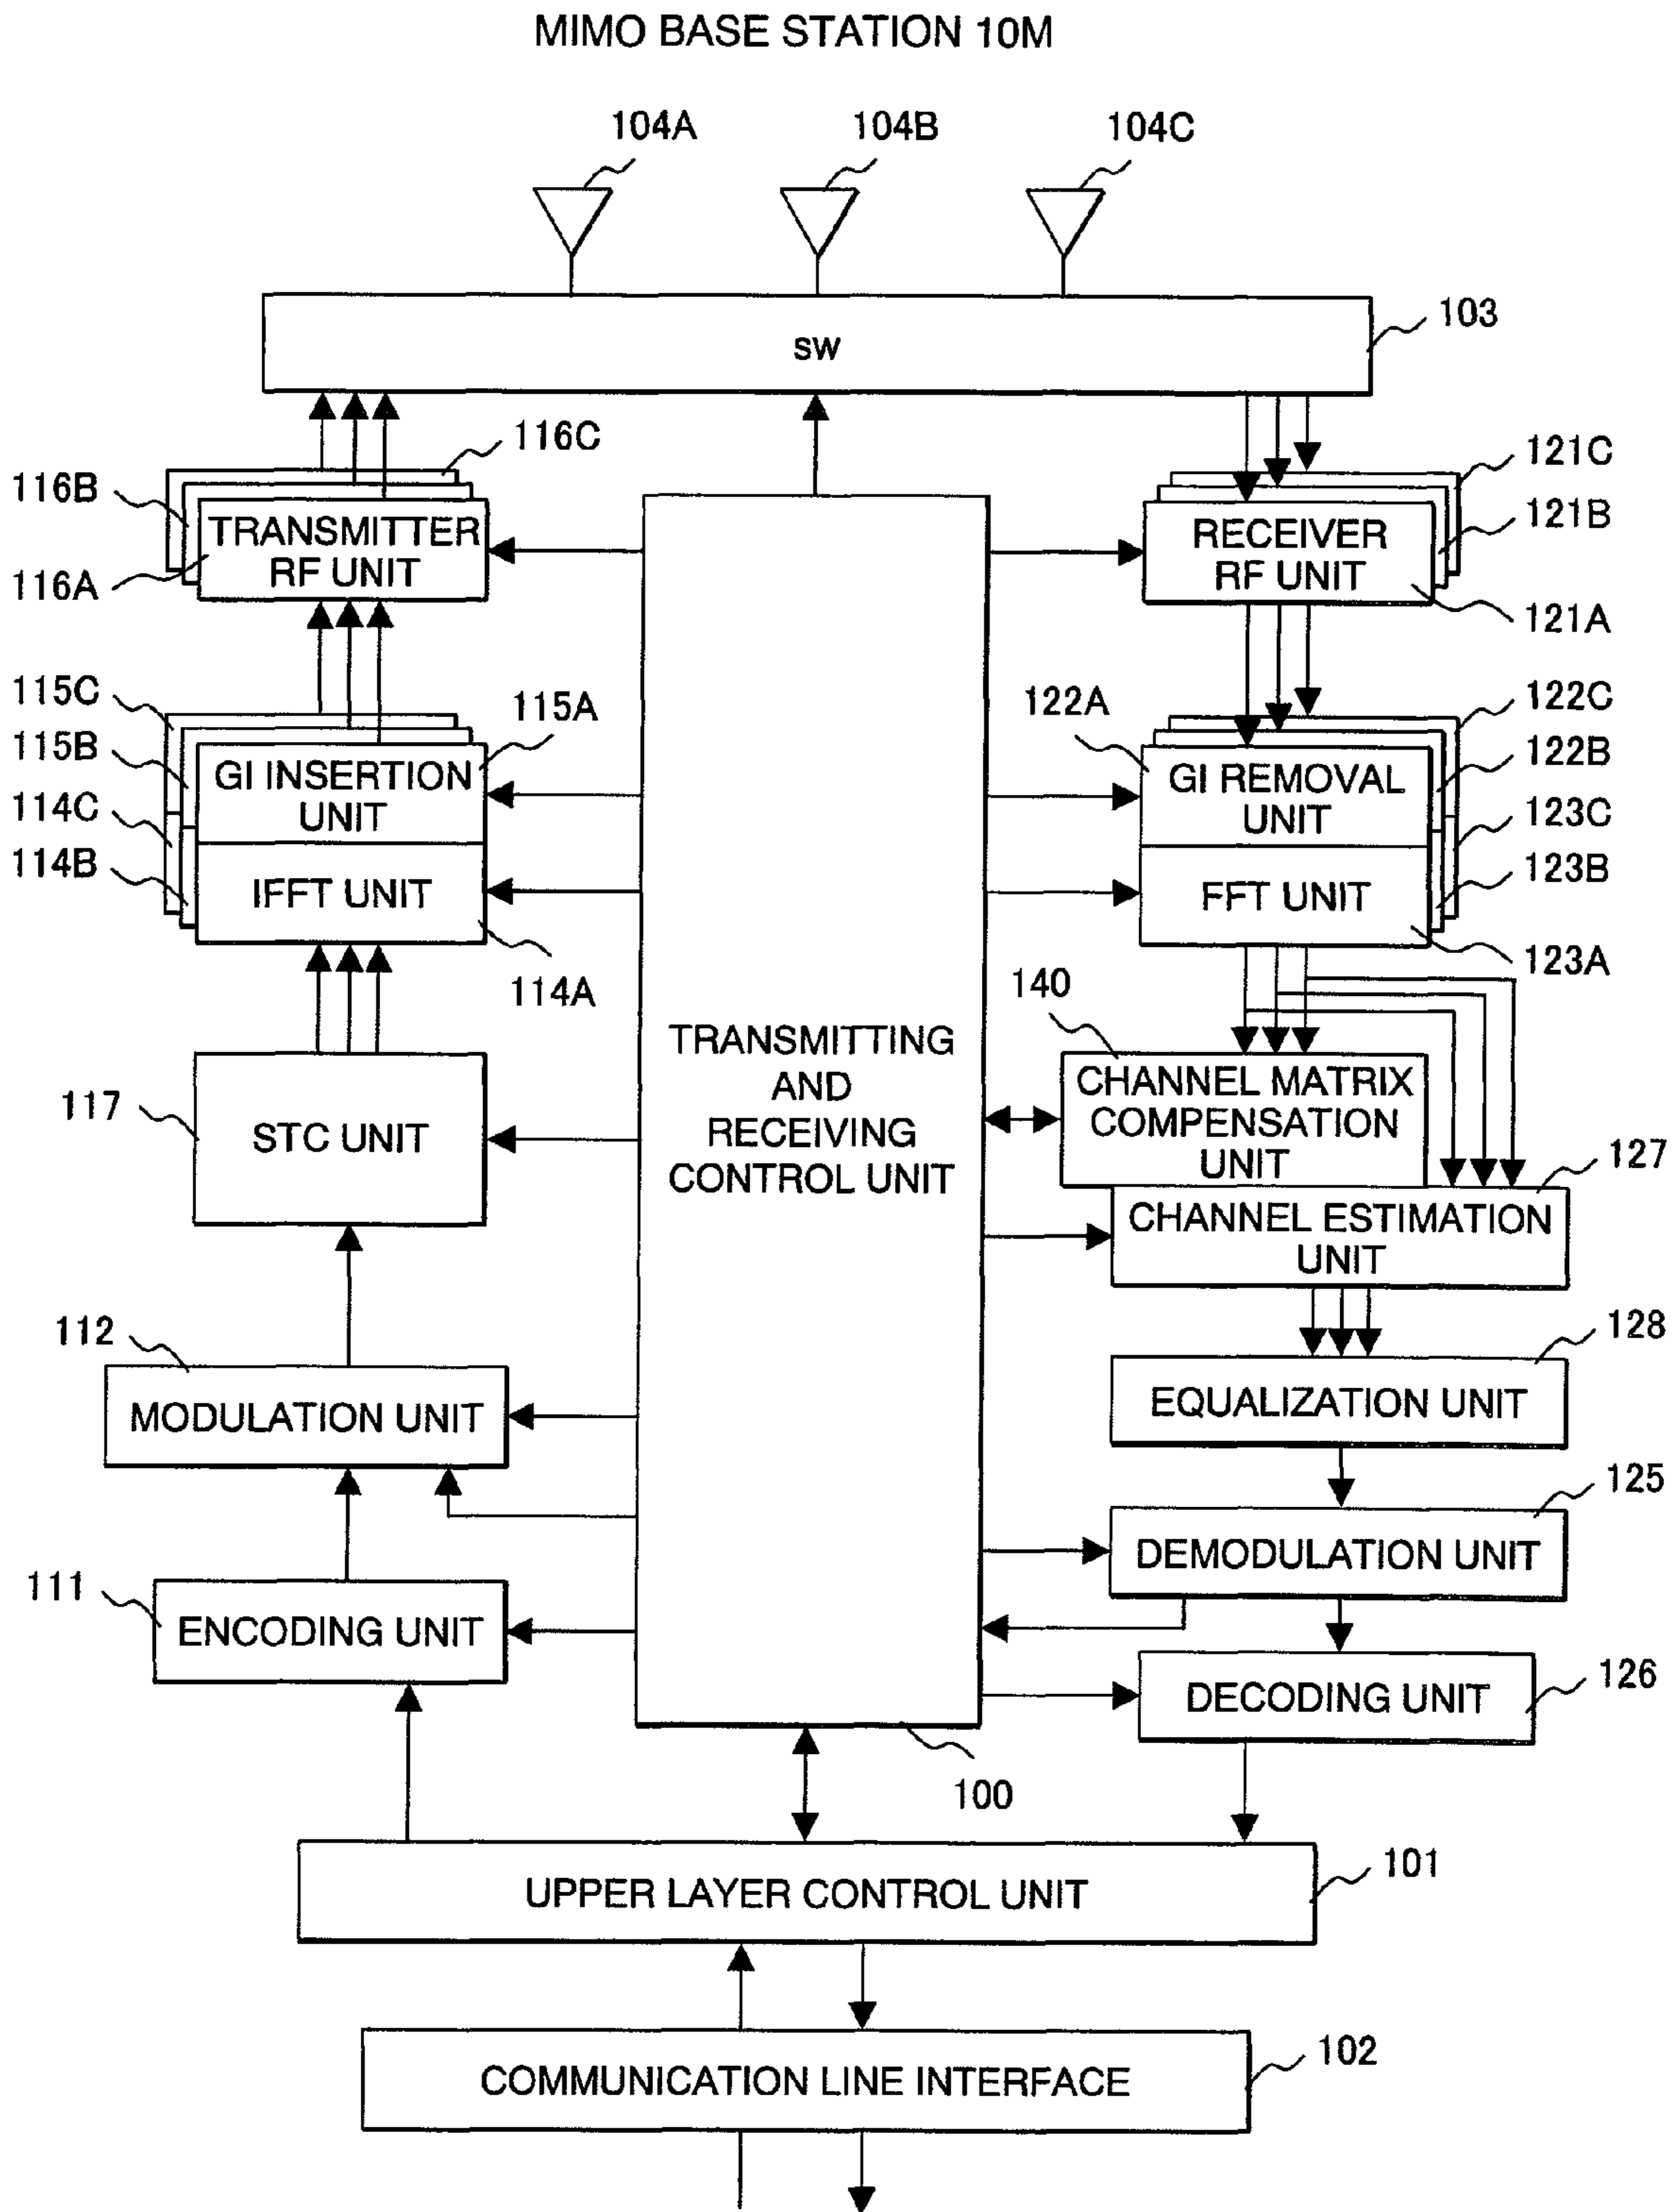 MIMO BASE STATION 10M
104A
104B
104C
103
SW
116C
116B
TRANSMITTER
RF UNIT
116A
121C
121B
RECEIVER
RF UNIT
121A
115C
115A
115B
GI INSERTION
UNIT
114C
114B
IFFT UNIT
114A
122A
122C
GI REMOVAL
UNIT
122B
123C
FFT UNIT
123B
123A
140
TRANSMITTING
AND
RECEIVING
CONTROL UNIT
117
STC UNIT
CHANNEL MATRIX
COMPENSATION
UNIT
127
CHANNEL ESTIMATION
UNIT
112
MODULATION UNIT
128
EQUALIZATION UNIT
125
DEMODULATION UNIT
111
ENCODING UNIT
126
DECODING UNIT
100
101
UPPER LAYER CONTROL UNIT
102
COMMUNICATION LINE INTERFACE